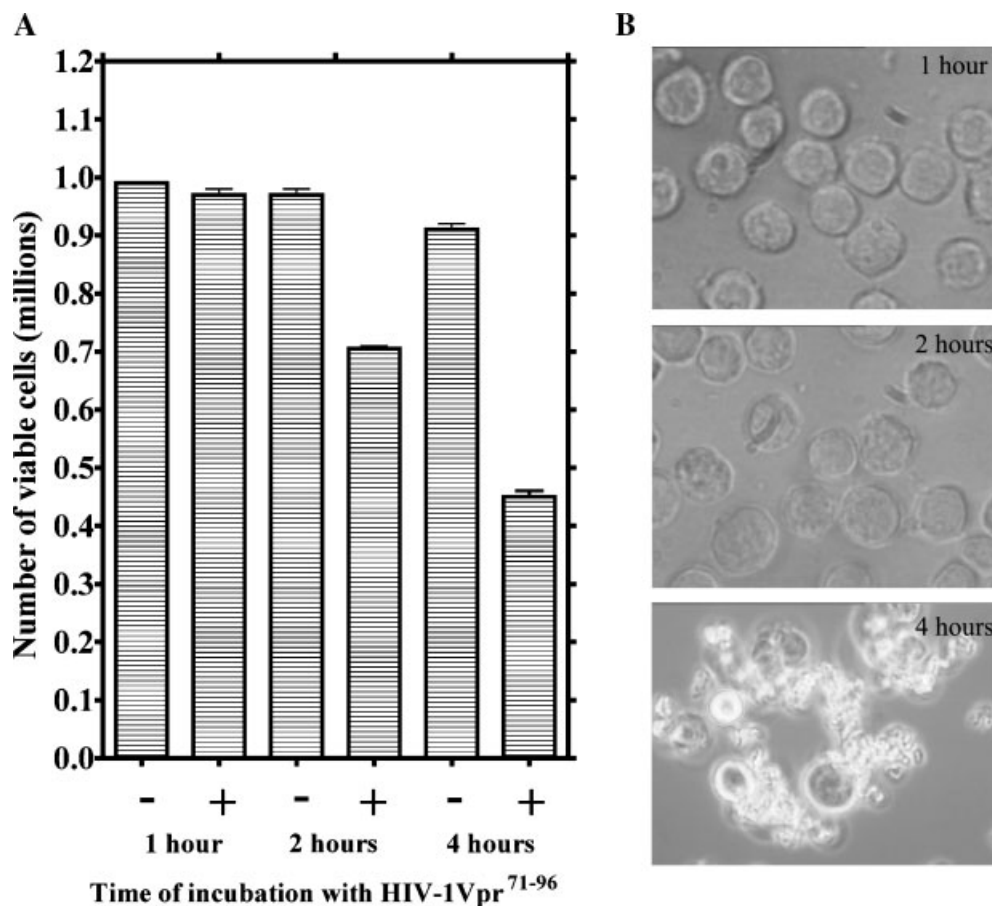 A
B
1.2
1.1
1.0
0.9
0.8
0.7
0.6
0.5
0.4
0.3
0.2
0.1
0.0
Number of viable cells (millions)
- + - + - +
1 hour 2 hours 4 hours
Time of incubation with HIV-1Vpr71-96
1 hour
2 hours
4 hours